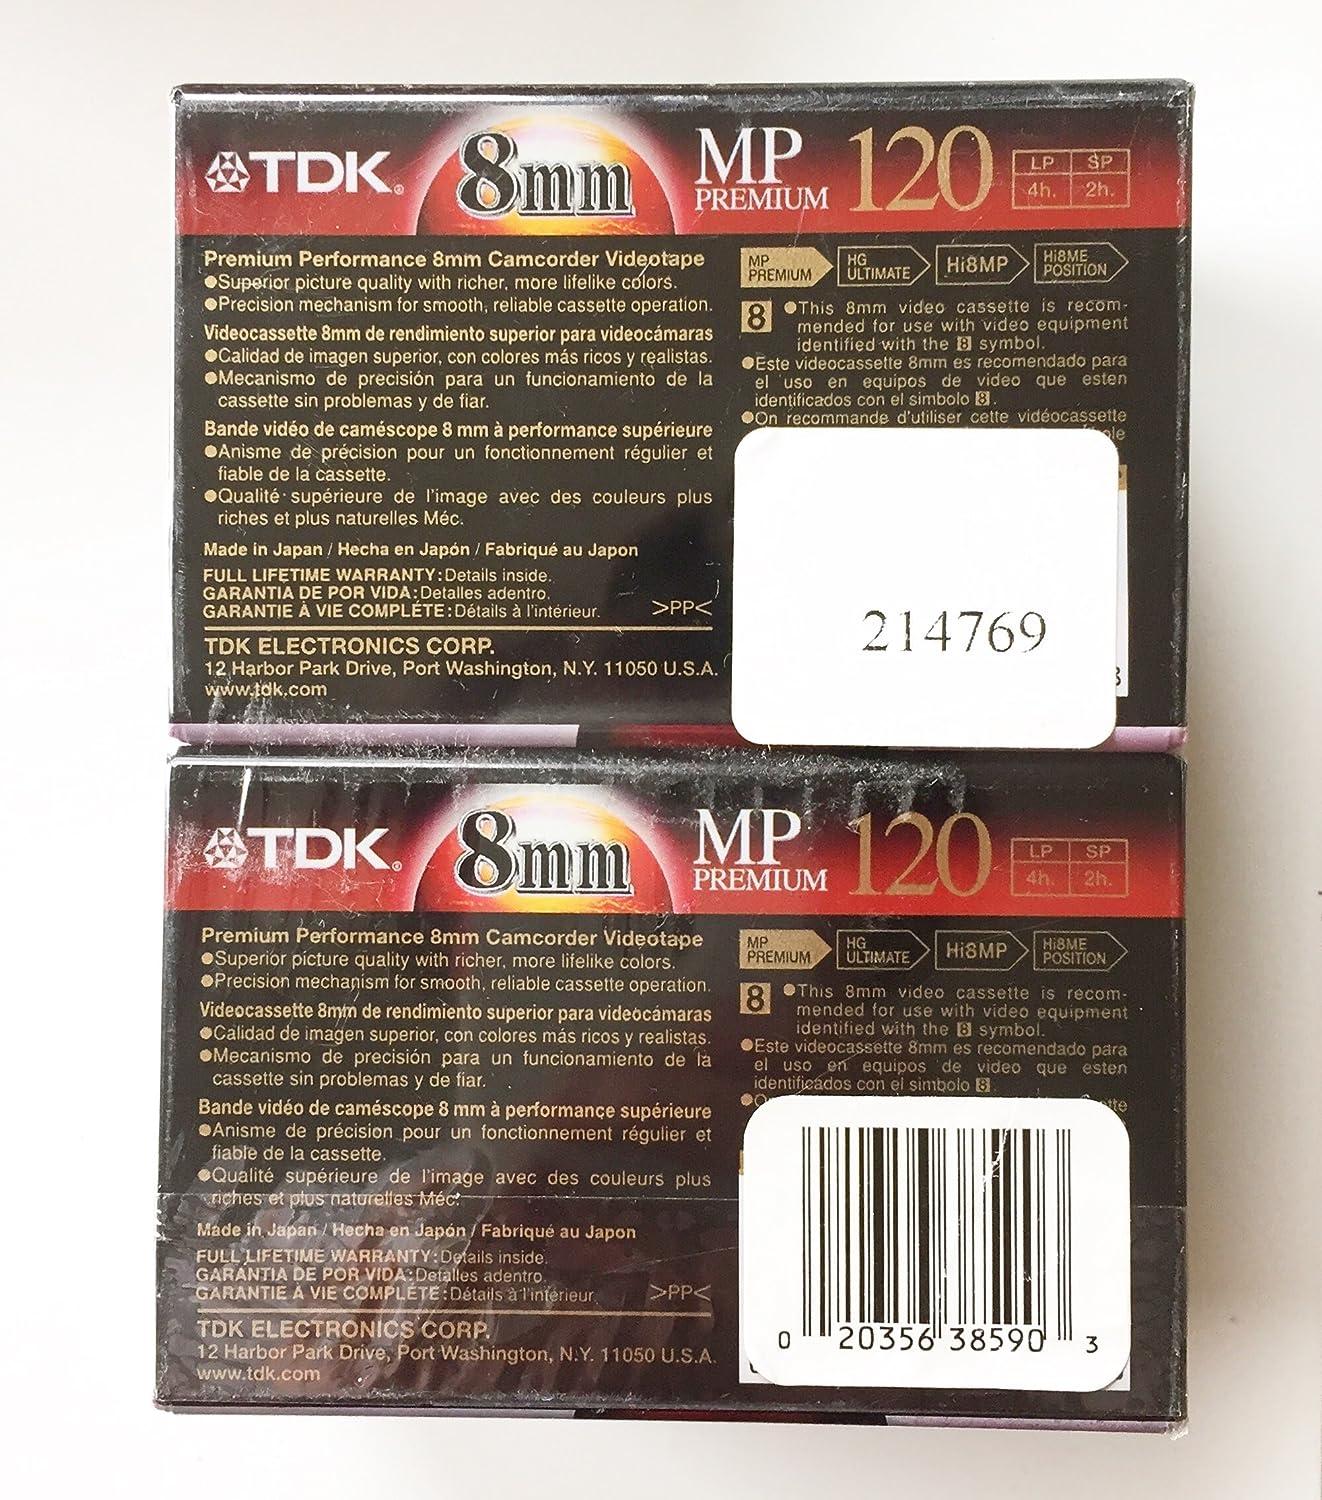 TDK® 8mm MP PREMIUM 120 LP SP 4h. 2h.
Premium Performance 8mm Camcorder Videotape
●Superior picture quality with richer, more lifelike colors.
●Precision mechanism for smooth, reliable cassette operation.
Videocassette 8mm de rendimiento superior para videocámaras
●Calidad de imagen superior, con colores más ricos y realistas.
●Mecanismo de precisión para un funcionamiento de la
cassette sin problemas y de fiar.
Bande vidéo de caméscope 8 mm à performance supérieure
●Anisme de précision pour un fonctionnement régulier et
fiable de la cassette.
●Qualité supérieure de l'image avec des couleurs plus
riches et plus naturelles Méc.
Made in Japan / Hecha en Japón / Fabriqué au Japon
FULL LIFETIME WARRANTY:Details inside.
GARANTIA DE POR VIDA:Detalles adentro.
GARANTIE À VIE COMPLÉTE:Détails à l'intérieur. >PP<
TDK ELECTRONICS CORP.
12 Harbor Park Drive, Port Washington, N.Y. 11050 U.S.A.
www.tdk.com
MP PREMIUM HG ULTIMATE Hi8MP Hi8ME POSITION
8 ●This 8mm video cassette is recom-
mended for use with video equipment
identified with the 8 symbol.
●Este videocassette 8mm es recomendado para
el uso en equipos de video que esten
identificados con el simbolo 8.
●On recommande d'utiliser cette vidéocassette
214769
TDK® 8mm MP PREMIUM 120 LP SP 4h. 2h.
Premium Performance 8mm Camcorder Videotape
●Superior picture quality with richer, more lifelike colors.
●Precision mechanism for smooth, reliable cassette operation.
Videocassette 8mm de rendimiento superior para videocámaras
●Calidad de imagen superior, con colores más ricos y realistas.
●Mecanismo de precisión para un funcionamiento de la
cassette sin problemas y de fiar.
Bande vidéo de caméscope 8 mm à performance supérieure
●Anisme de précision pour un fonctionnement régulier et
fiable de la cassette.
●Qualité supérieure de l'image avec des couleurs plus
riches et plus naturelles Méc.
Made in Japan / Hecha en Japón / Fabriqué au Japon
FULL LIFETIME WARRANTY:Details inside.
GARANTIA DE POR VIDA:Detalles adentro.
GARANTIE À VIE COMPLÉTE:Détails à l'intérieur. >PP<
TDK ELECTRONICS CORP.
12 Harbor Park Drive, Port Washington, N.Y. 11050 U.S.A.
www.tdk.com
MP PREMIUM HG ULTIMATE Hi8MP Hi8ME POSITION
8 ●This 8mm video cassette is recom-
mended for use with video equipment
identified with the 8 symbol.
●Este videocassette 8mm es recomendado para
el uso en equipos de video que esten
identificados con el simbolo 8.
0 20356 38590 3